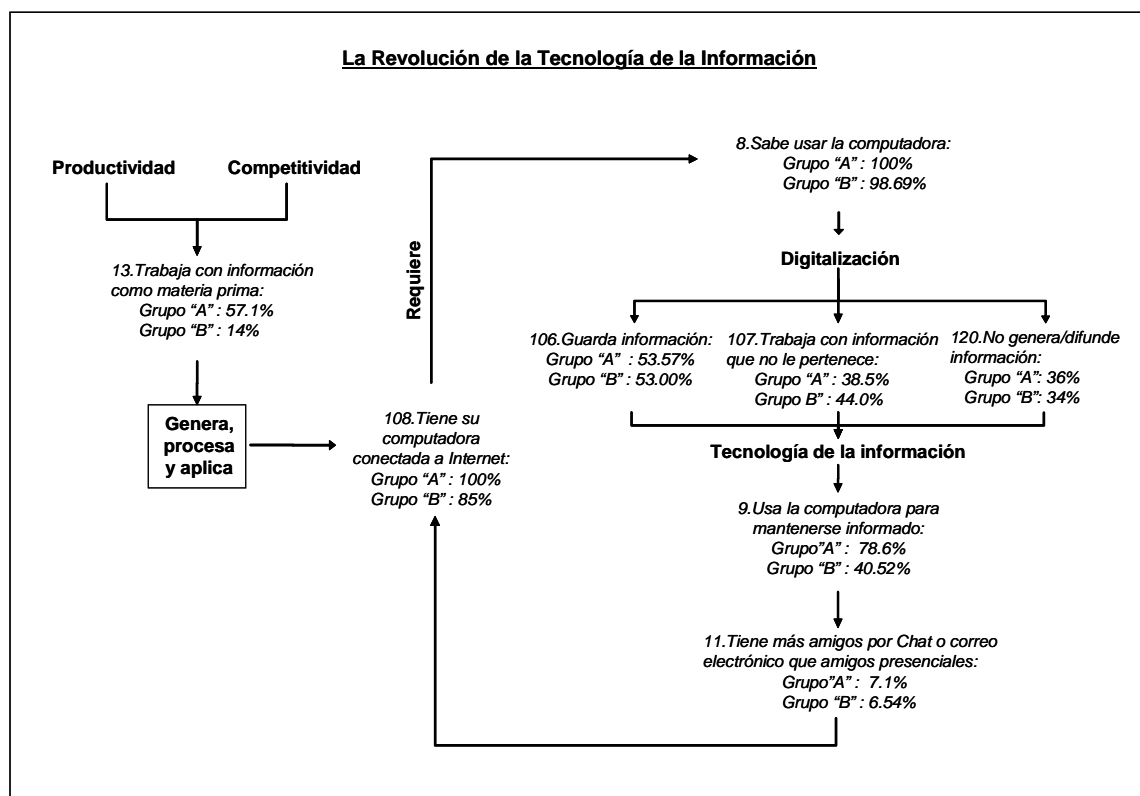 La Revolución de la Tecnología de la Información
Productividad
Competitividad
13.Trabaja con información
como materia prima:
Grupo “A” : 57.1%
Grupo “B” : 14%
Genera,
procesa
y aplica
108.Tiene su
computadora
conectada a Internet:
Grupo “A” : 100%
Grupo “B” : 85%
Requiere
8.Sabe usar la computadora:
Grupo “A” : 100%
Grupo “B” : 98.69%
Digitalización
106.Guarda información:
Grupo “A” : 53.57%
Grupo “B” : 53.00%
107.Trabaja con información
que no le pertenece:
Grupo “A” : 38.5%
Grupo B” : 44.0%
120.No genera/difunde
información:
Grupo “A”: 36%
Grupo “B”: 34%
Tecnología de la información
9.Usa la computadora para
mantenerse informado:
Grupo”A” : 78.6%
Grupo “B” : 40.52%
11.Tiene más amigos por Chat o correo
electrónico que amigos presenciales:
Grupo”A” : 7.1%
Grupo “B” : 6.54%